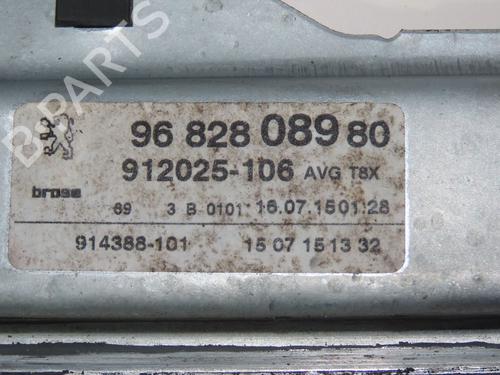 B-PARTS
96 828 089 80
912025-106 AVG T8X
brose
69 3 B 0101 16.07.1501:28
914388-101 15 07 15 13 32